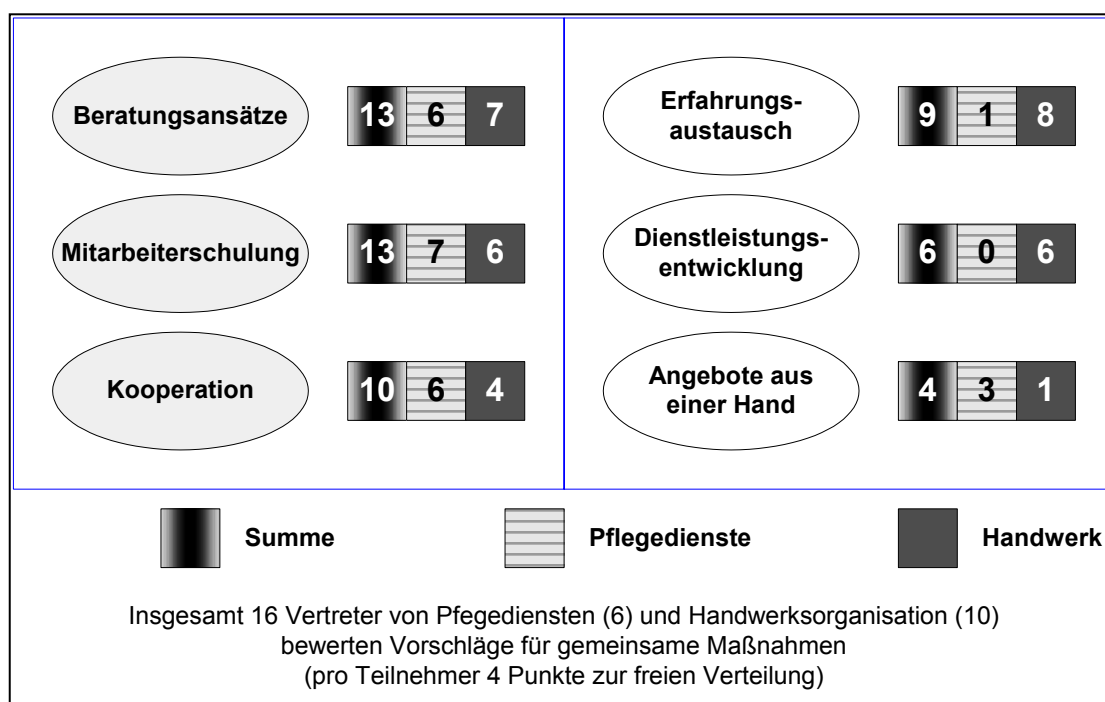 Beratungsansätze
13 6 7
Mitarbeiterschulung
13 7 6
Kooperation
10 6 4
Erfahrungs-
austausch
9 1 8
Dienstleistungs-
entwicklung
6 0 6
Angebote aus
einer Hand
4 3 1
Summe
Pflegedienste
Handwerk
Insgesamt 16 Vertreter von Pfegediensten (6) und Handwerksorganisation (10)
bewerten Vorschläge für gemeinsame Maßnahmen
(pro Teilnehmer 4 Punkte zur freien Verteilung)